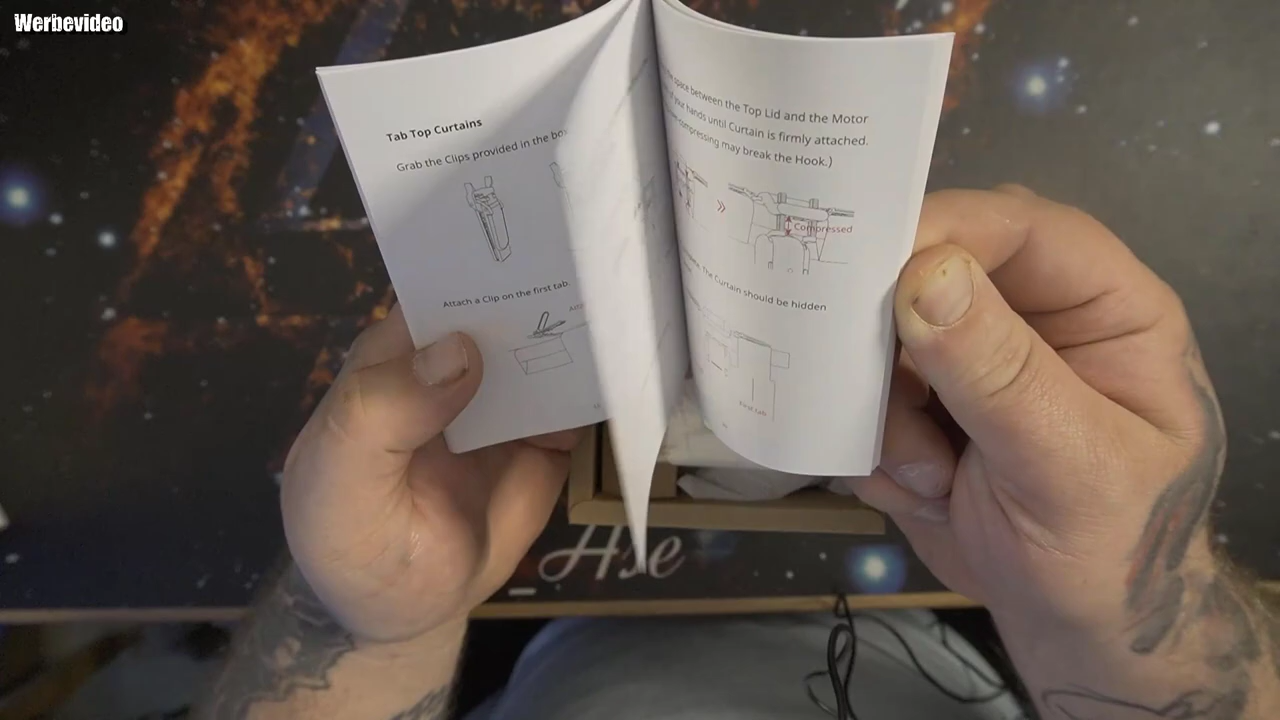 Werbevideo
Tab Top Curtains
Grab the Clips provided in the box
Attach a Clip on the first tab.
space between the Top Lid and the Motor
of your hands until Curtain is firmly attached.
compressing may break the Hook.)
Compressed
The Curtain should be hidden
First tab